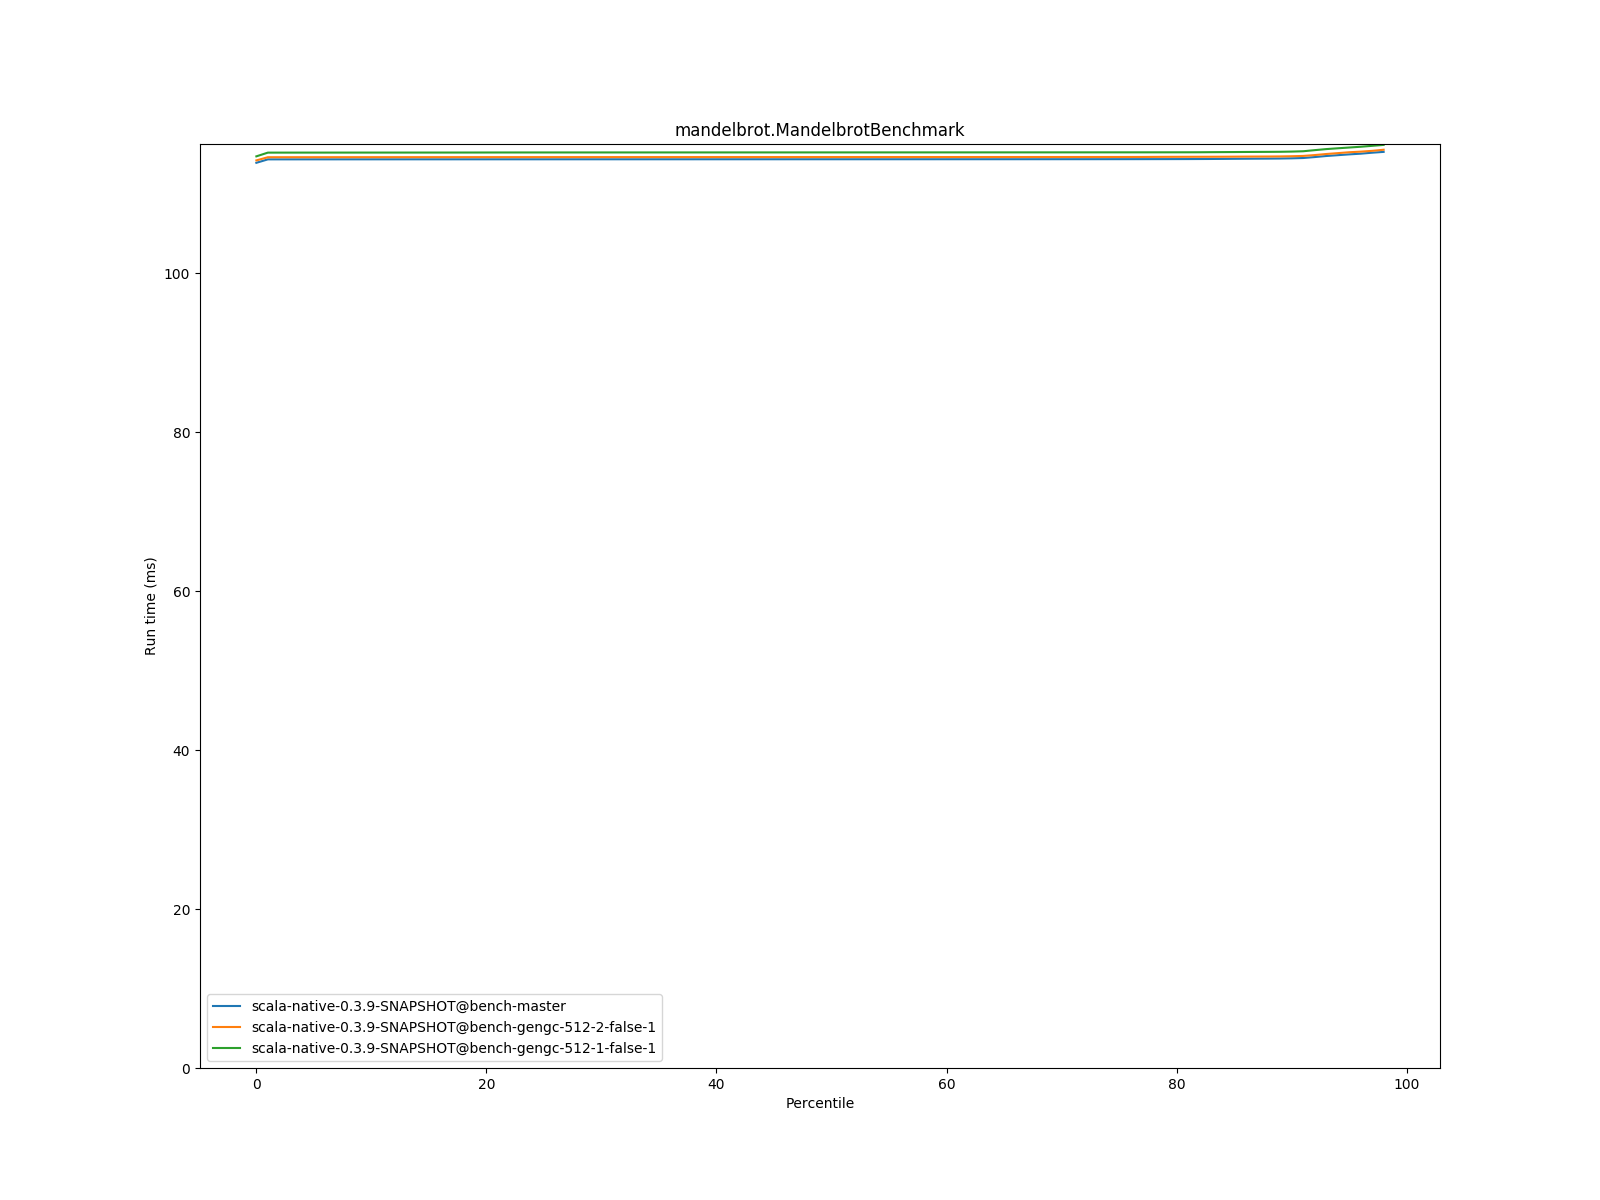 mandelbrot.MandelbrotBenchmark
100
80
60
40
20
0
Run time (ms)
scala-native-0.3.9-SNAPSHOT@bench-master
scala-native-0.3.9-SNAPSHOT@bench-gengc-512-2-false-1
scala-native-0.3.9-SNAPSHOT@bench-gengc-512-1-false-1
0 20 40 60 80 100
Percentile